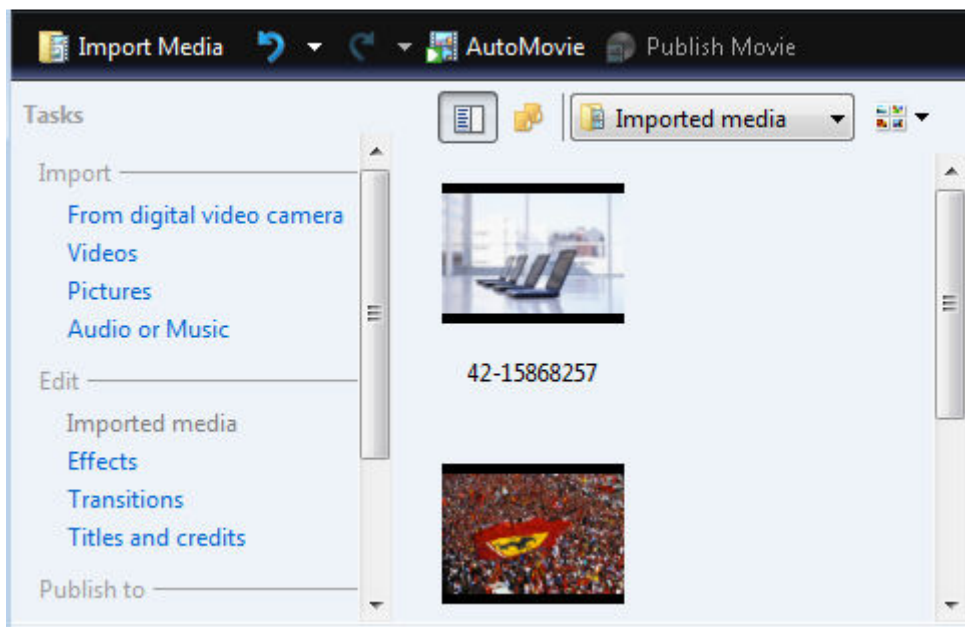 Import Media AutoMovie Publish Movie
Tasks
Imported media
Import
From digital video camera
Videos
Pictures
Audio or Music
Edit
Imported media
Effects
Transitions
Titles and credits
Publish to
42-15868257